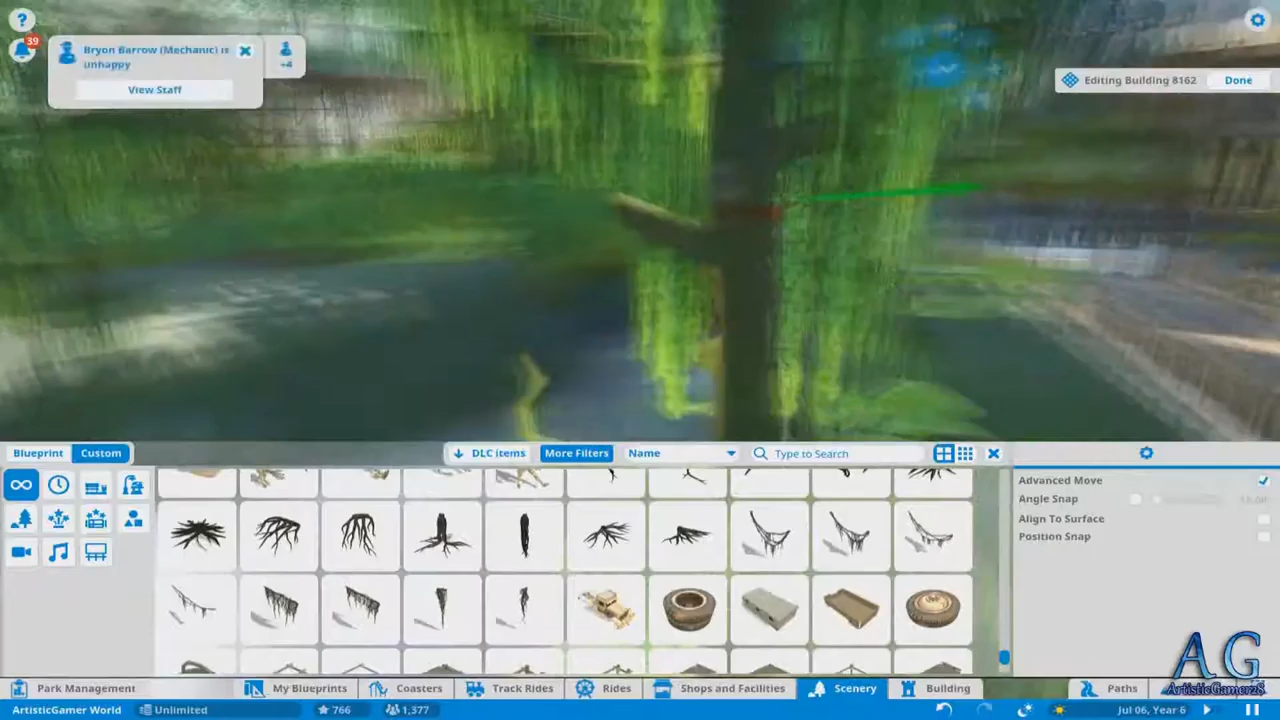 ?
39
Bryon Barrow (Mechanic) is
unhappy
+4
View Staff
Editing Building 8162
Done
Blueprint
Custom
DLC items
More Filters
Name
Type to Search
Advanced Move
Angle Snap
Align To Surface
Position Snap
Park Management
My Blueprints
Coasters
Track Rides
Rides
Shops and Facilities
Scenery
Building
Paths
AG
ArtisticGamer28
ArtisticGamer World
Unlimited
766
1,377
Jul 06, Year 6